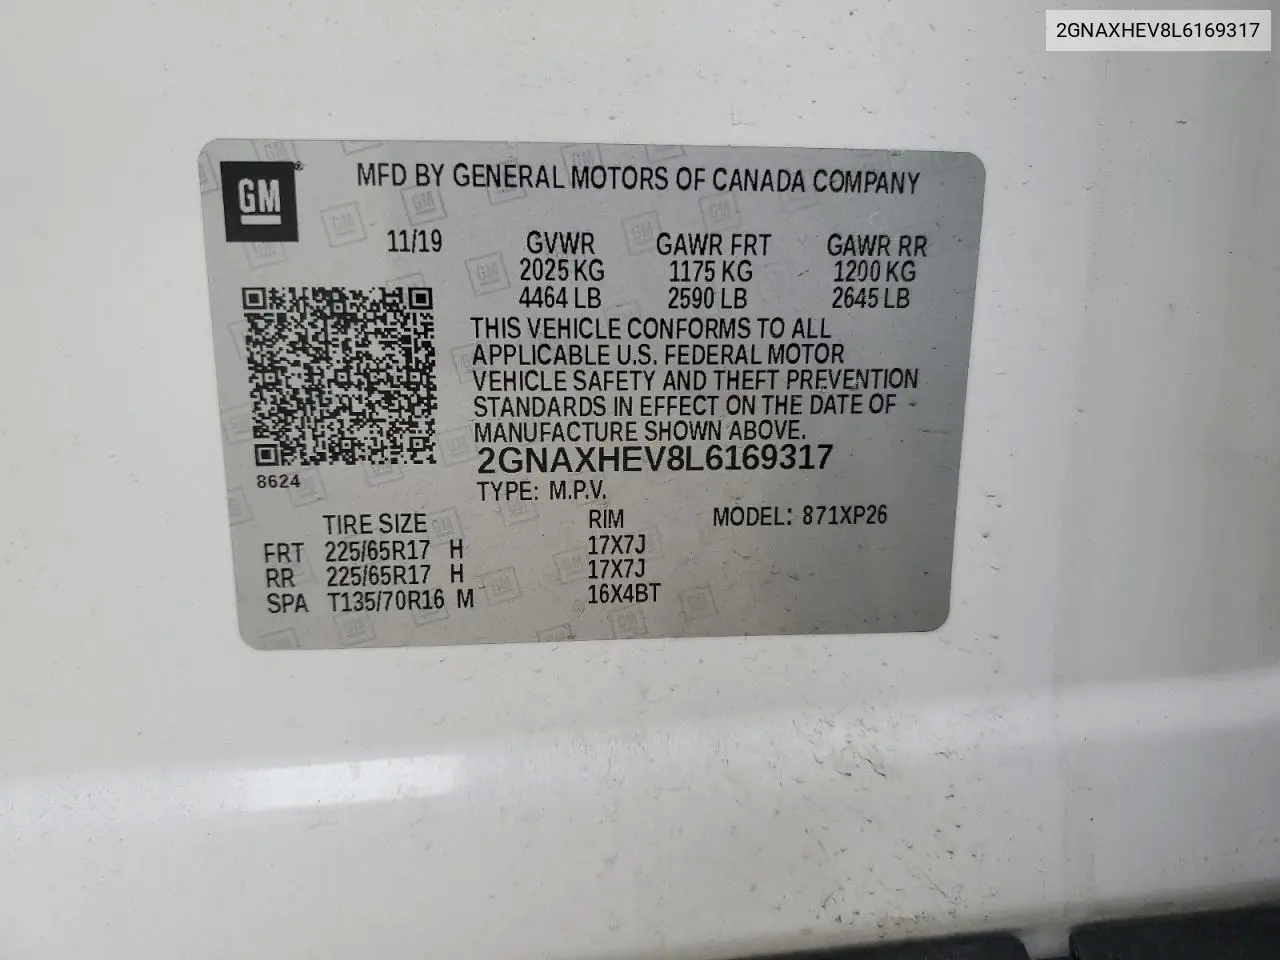 2GNAXHEV8L6169317
GM
MFD BY GENERAL MOTORS OF CANADA COMPANY
11/19 GVWR GAWR FRT GAWR RR
2025 KG 1175 KG 1200 KG
4464 LB 2590 LB 2645 LB
THIS VEHICLE CONFORMS TO ALL
APPLICABLE U.S. FEDERAL MOTOR
VEHICLE SAFETY AND THEFT PREVENTION
STANDARDS IN EFFECT ON THE DATE OF
MANUFACTURE SHOWN ABOVE.
2GNAXHEV8L6169317
8624
TYPE: M.P.V.
TIRE SIZE RIM MODEL: 871XP26
FRT 225/65R17 H 17X7J
RR 225/65R17 H 17X7J
SPA T135/70R16 M 16X4BT